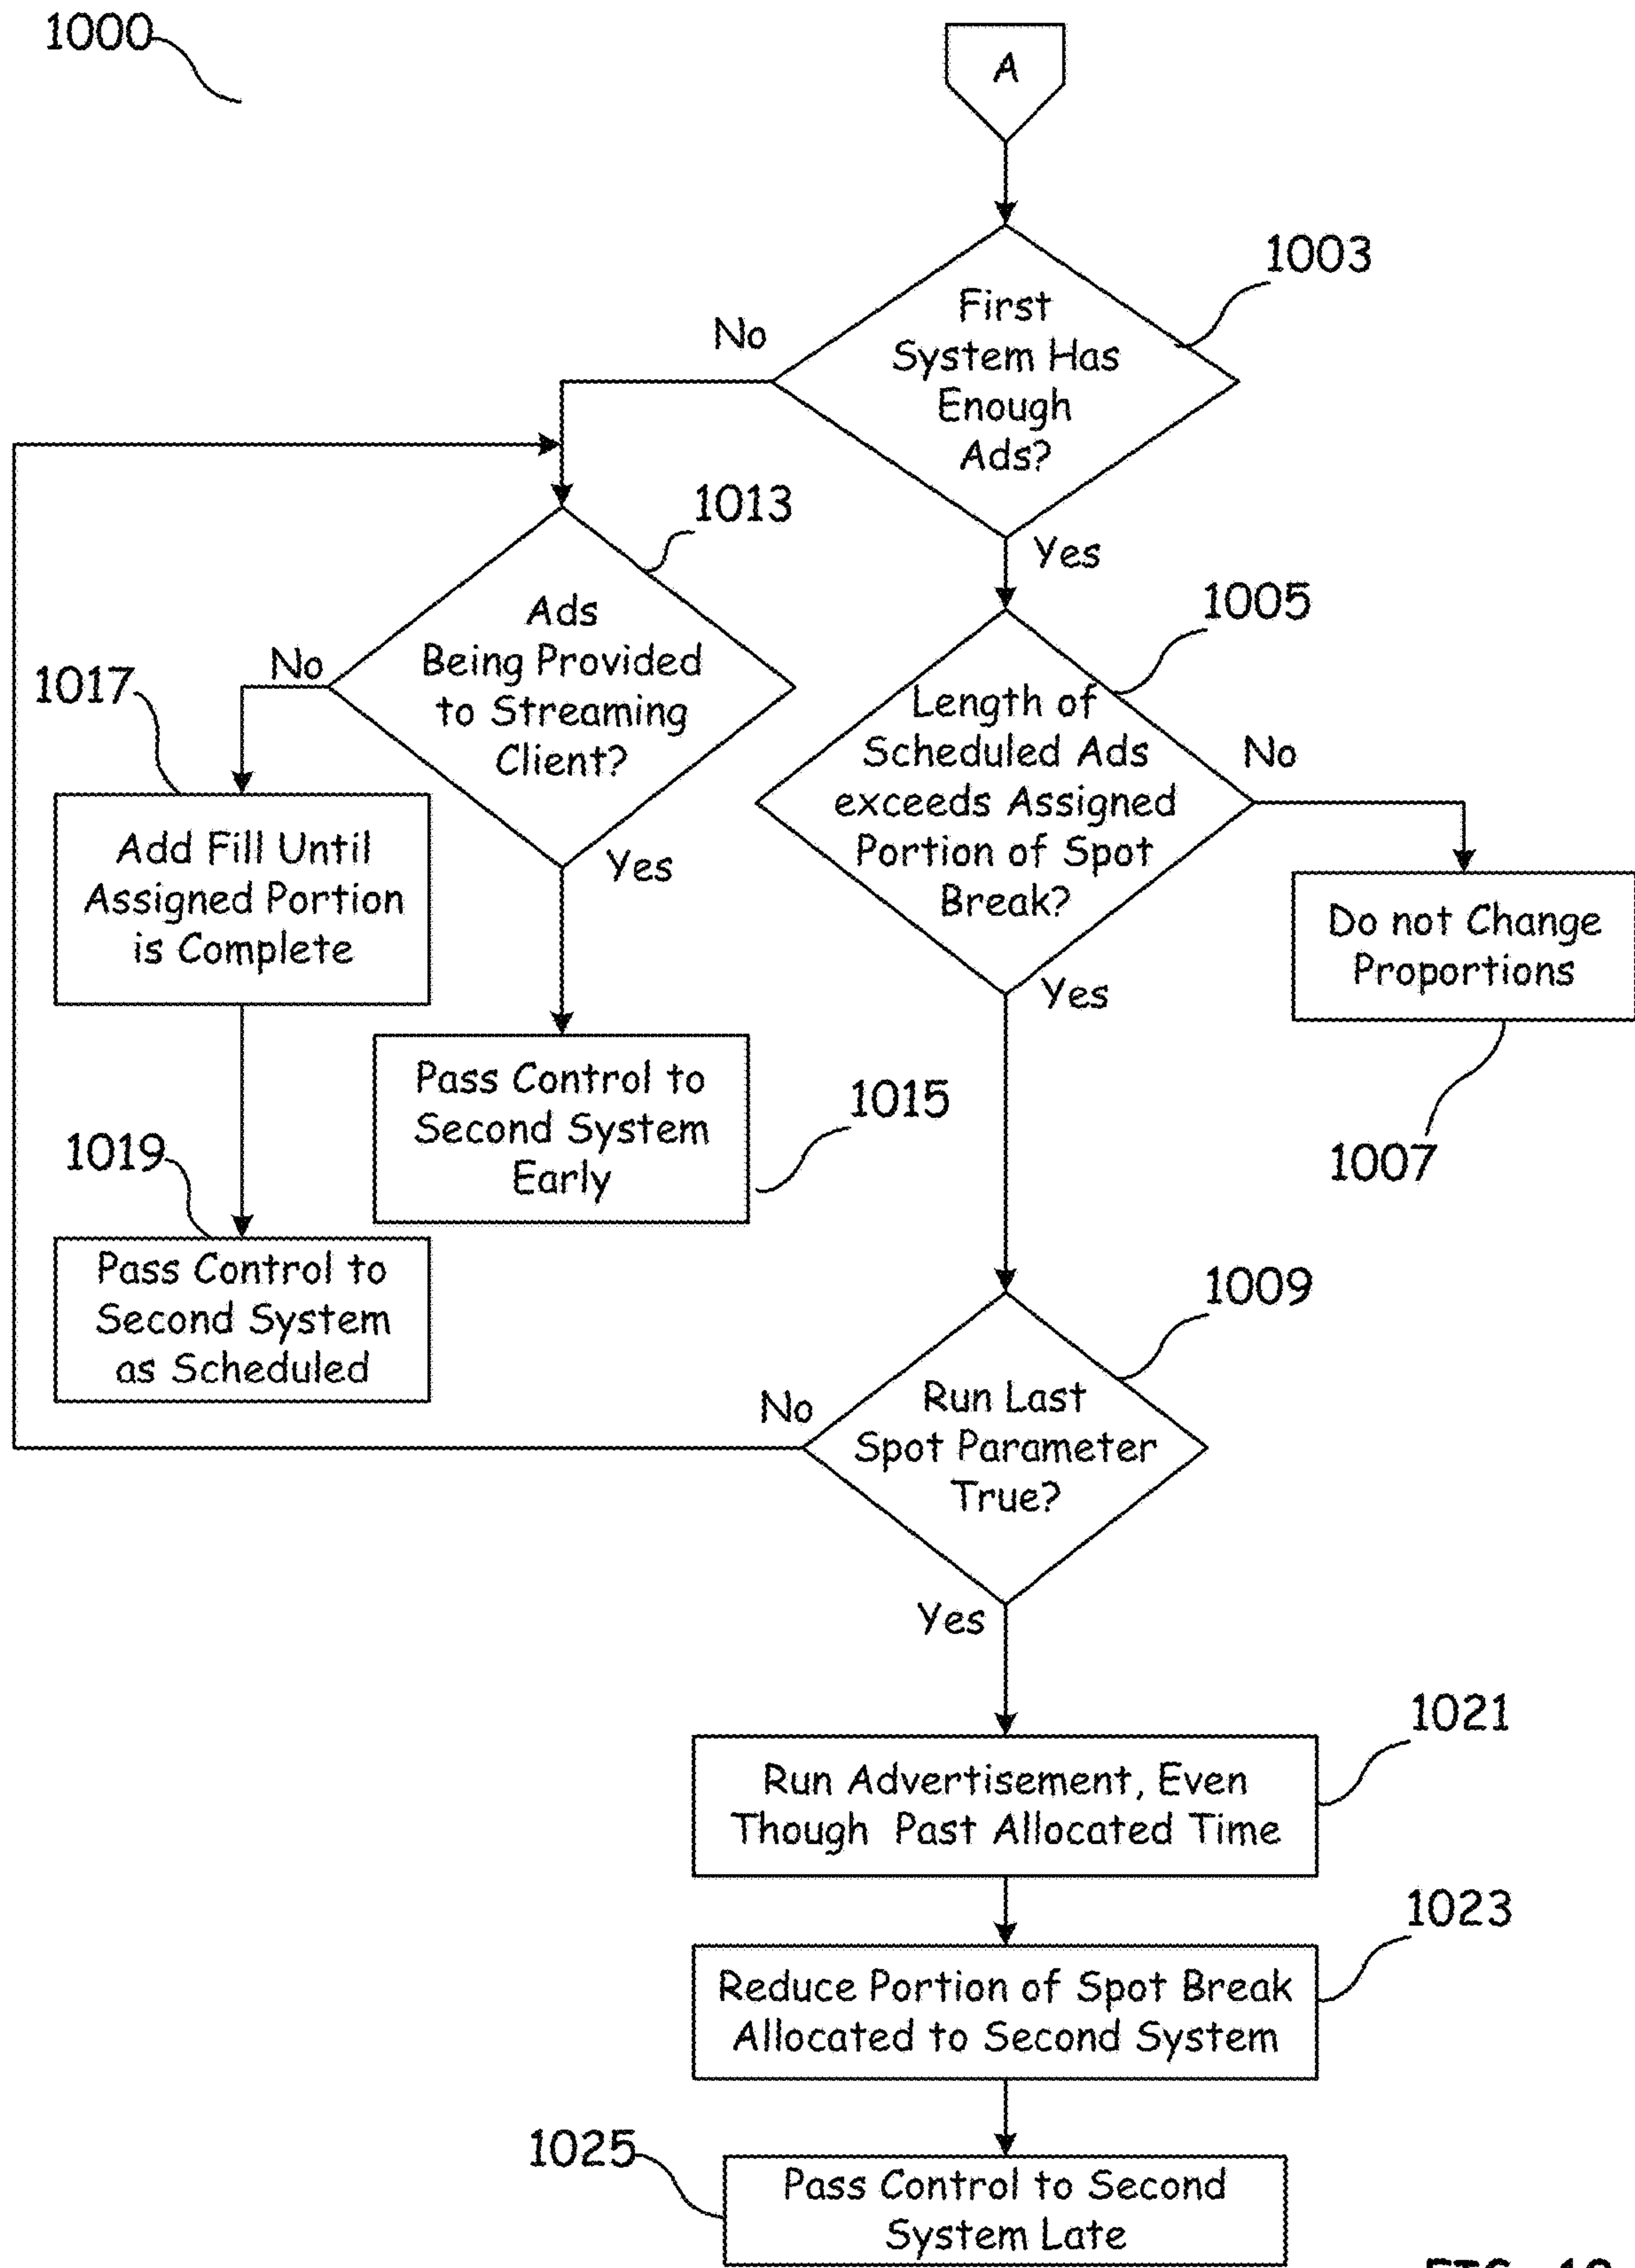 1000
A
1003
First
System Has
Enough
Ads?
No
Yes
1013
Ads
Being Provided
to Streaming
Client?
No
Yes
1005
Length of
Scheduled Ads
exceeds Assigned
Portion of Spot
Break?
No
Yes
1017
Add Fill Until
Assigned Portion
is Complete
Do not Change
Proportions
1007
Pass Control to
Second System
Early
1015
1019
Pass Control to
Second System
as Scheduled
1009
Run Last
Spot Parameter
True?
No
Yes
1021
Run Advertisement, Even
Though Past Allocated Time
1023
Reduce Portion of Spot Break
Allocated to Second System
1025
Pass Control to Second
System Late